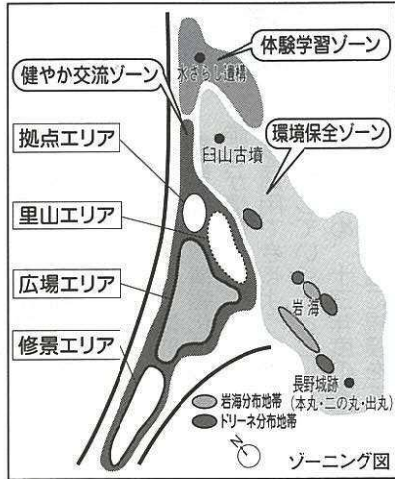 体験学習ゾーン
水さらし遺構
健やか交流ゾーン
環境保全ゾーン
拠点エリア
臼山古墳
里山エリア
広場エリア
岩海
修景エリア
長野城跡
(本丸・二の丸・出丸)
岩海分布地帯
ドリーネ分布地帯
N
ゾーニング図